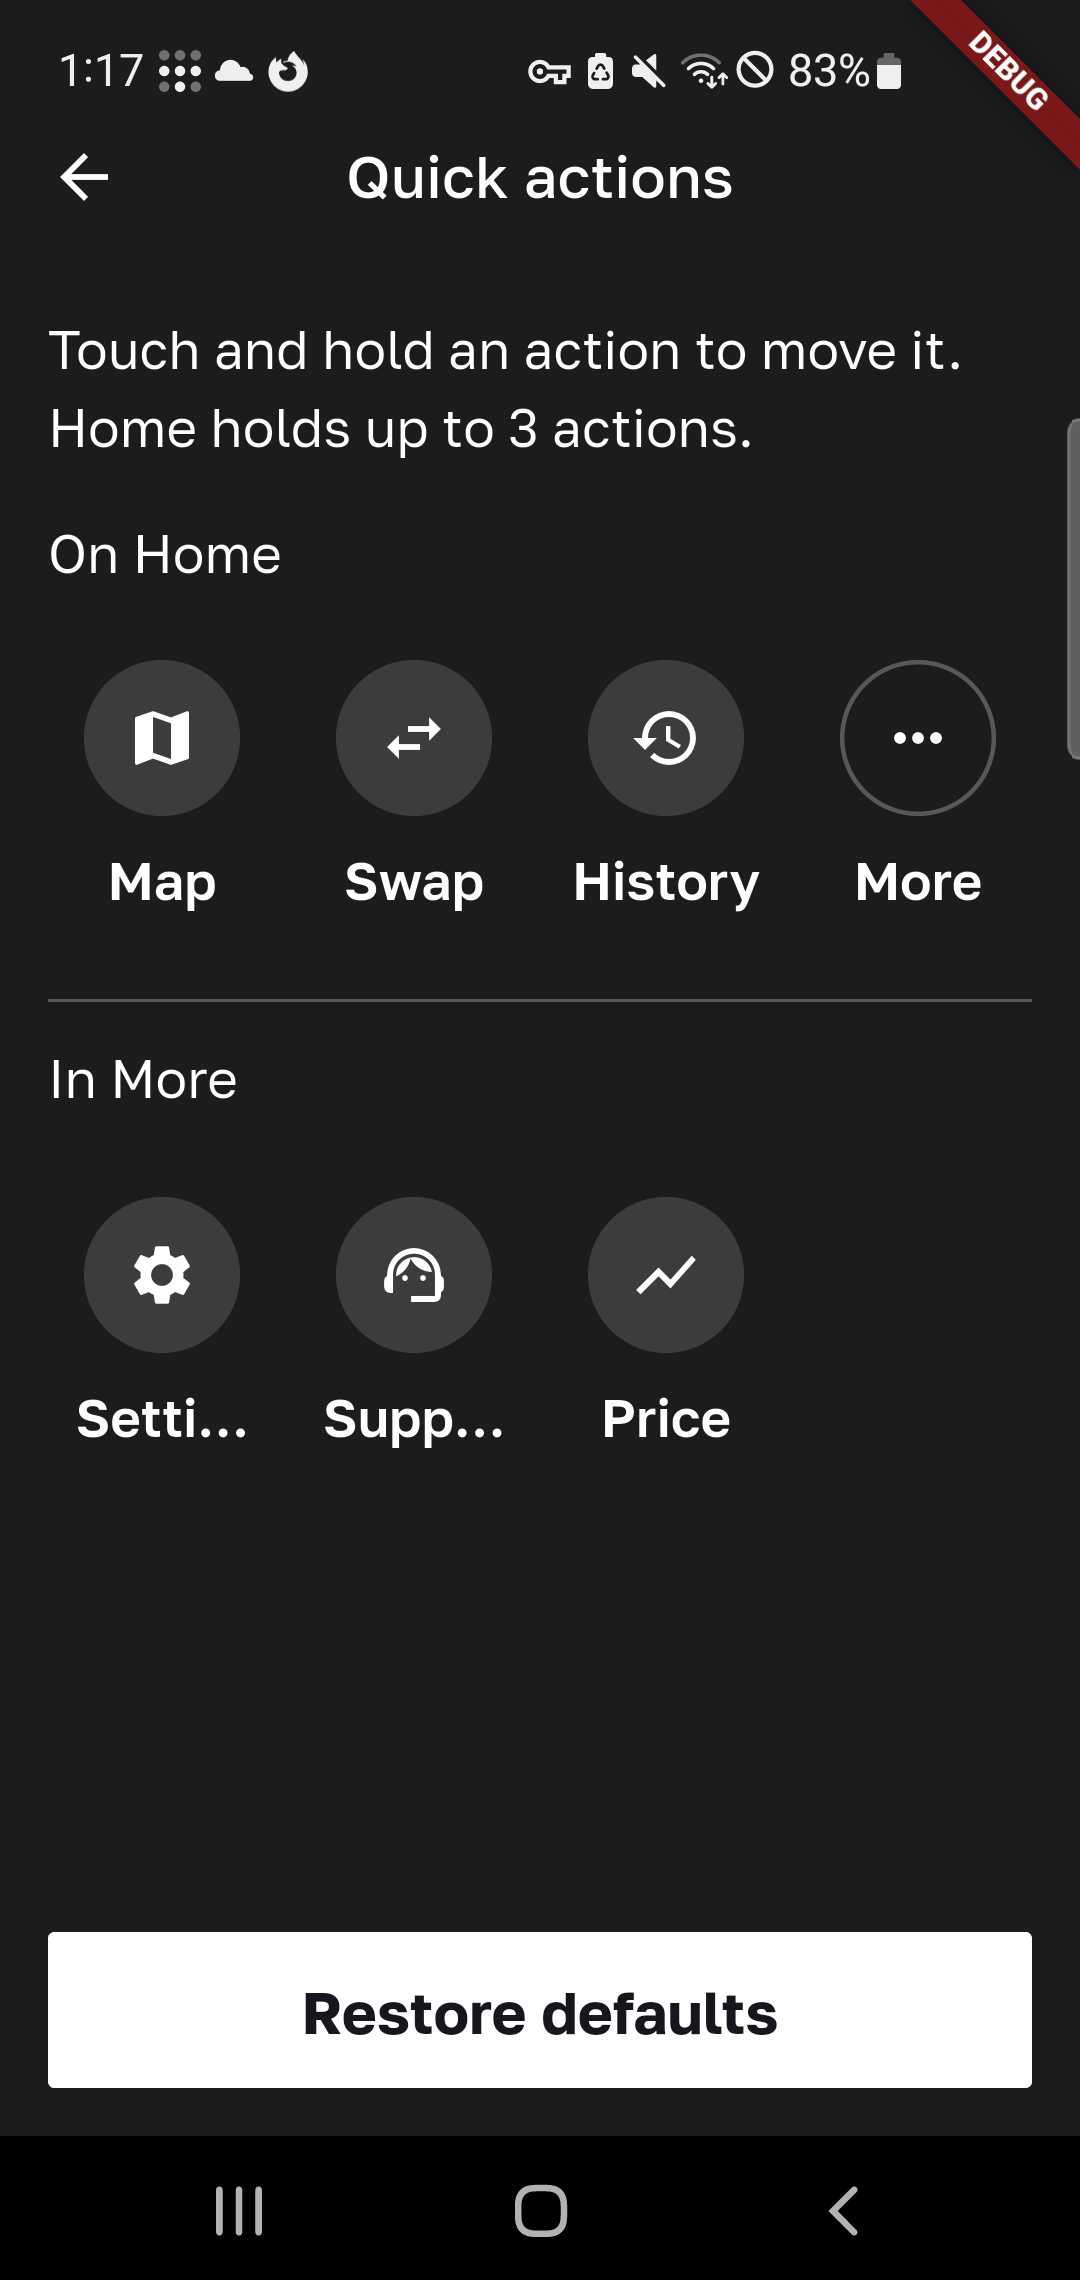 1:17
83%
DEBUG
Quick actions
Touch and hold an action to move it.
Home holds up to 3 actions.
On Home
Map Swap History More
In More
Setti... Supp... Price
Restore defaults